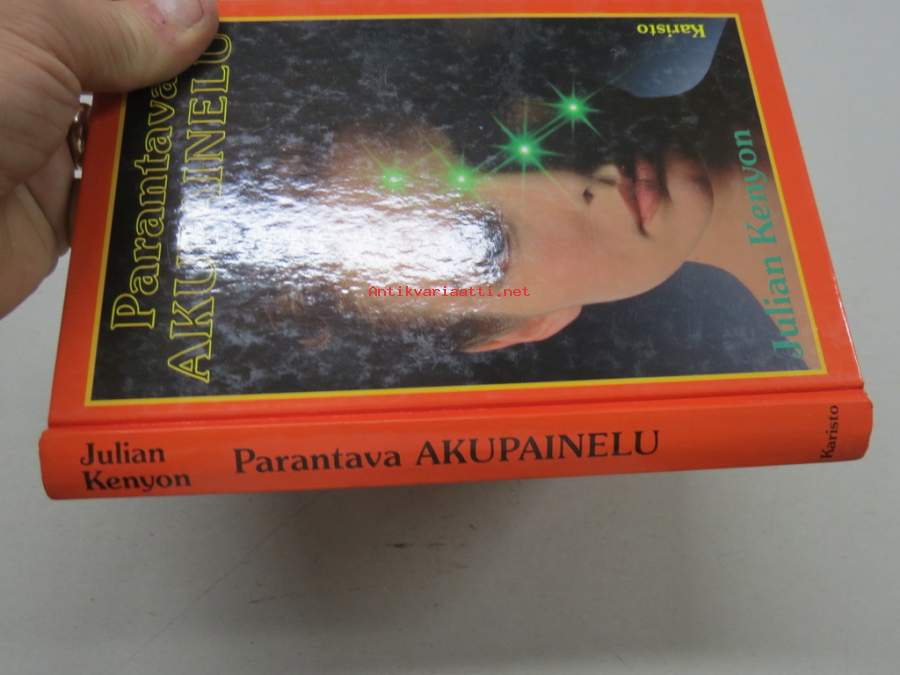 Parantava
AKUPAINELU
Karisto
Julian Kenyon
Antikvariaatti.net
Julian
Kenyon
Parantava AKUPAINELU
Karisto